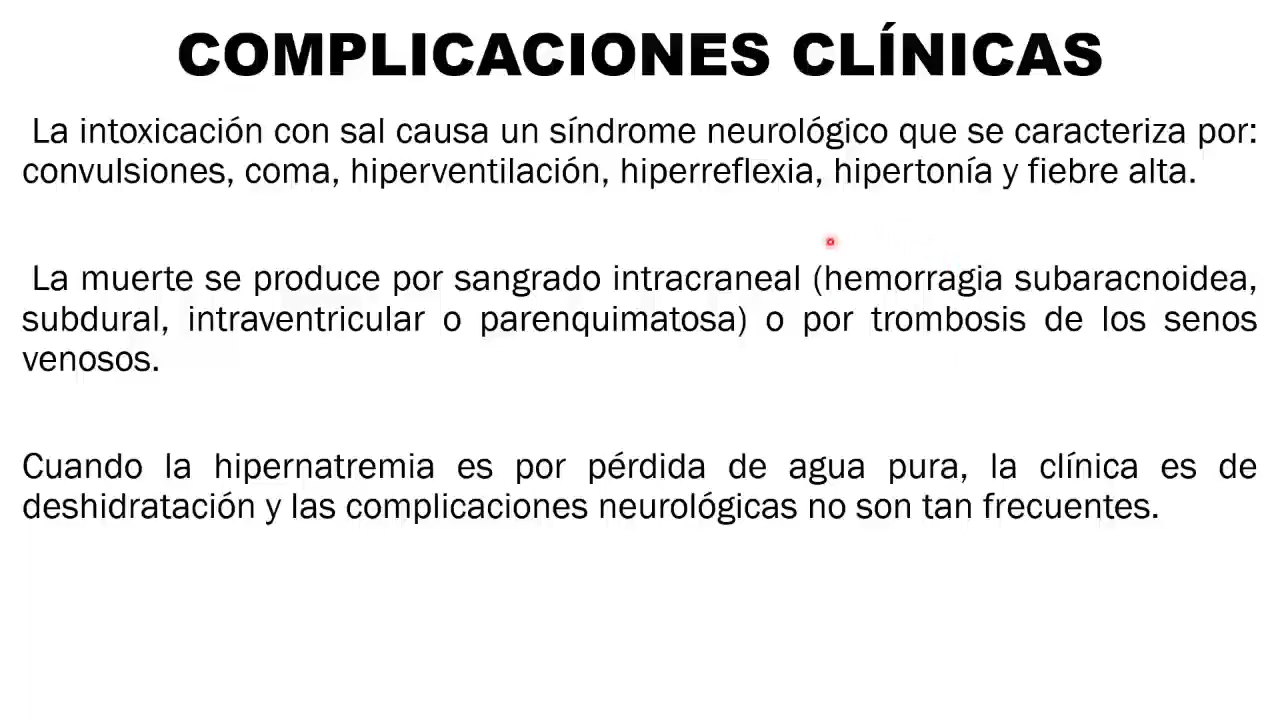 COMPLICACIONES CLÍNICAS
La intoxicación con sal causa un síndrome neurológico que se caracteriza por:
convulsiones, coma, hiperventilación, hiperreflexia, hipertonía y fiebre alta.
La muerte se produce por sangrado intracraneal (hemorragia subaracnoidea,
subdural, intraventricular o parenquimatosa) o por trombosis de los senos
venosos.
Cuando la hipernatremia es por pérdida de agua pura, la clínica es de
deshidratación y las complicaciones neurológicas no son tan frecuentes.